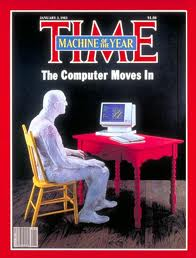 JANUARY 3, 1983
$1.50
TIME
MACHINE OF THE YEAR
The Computer Moves In